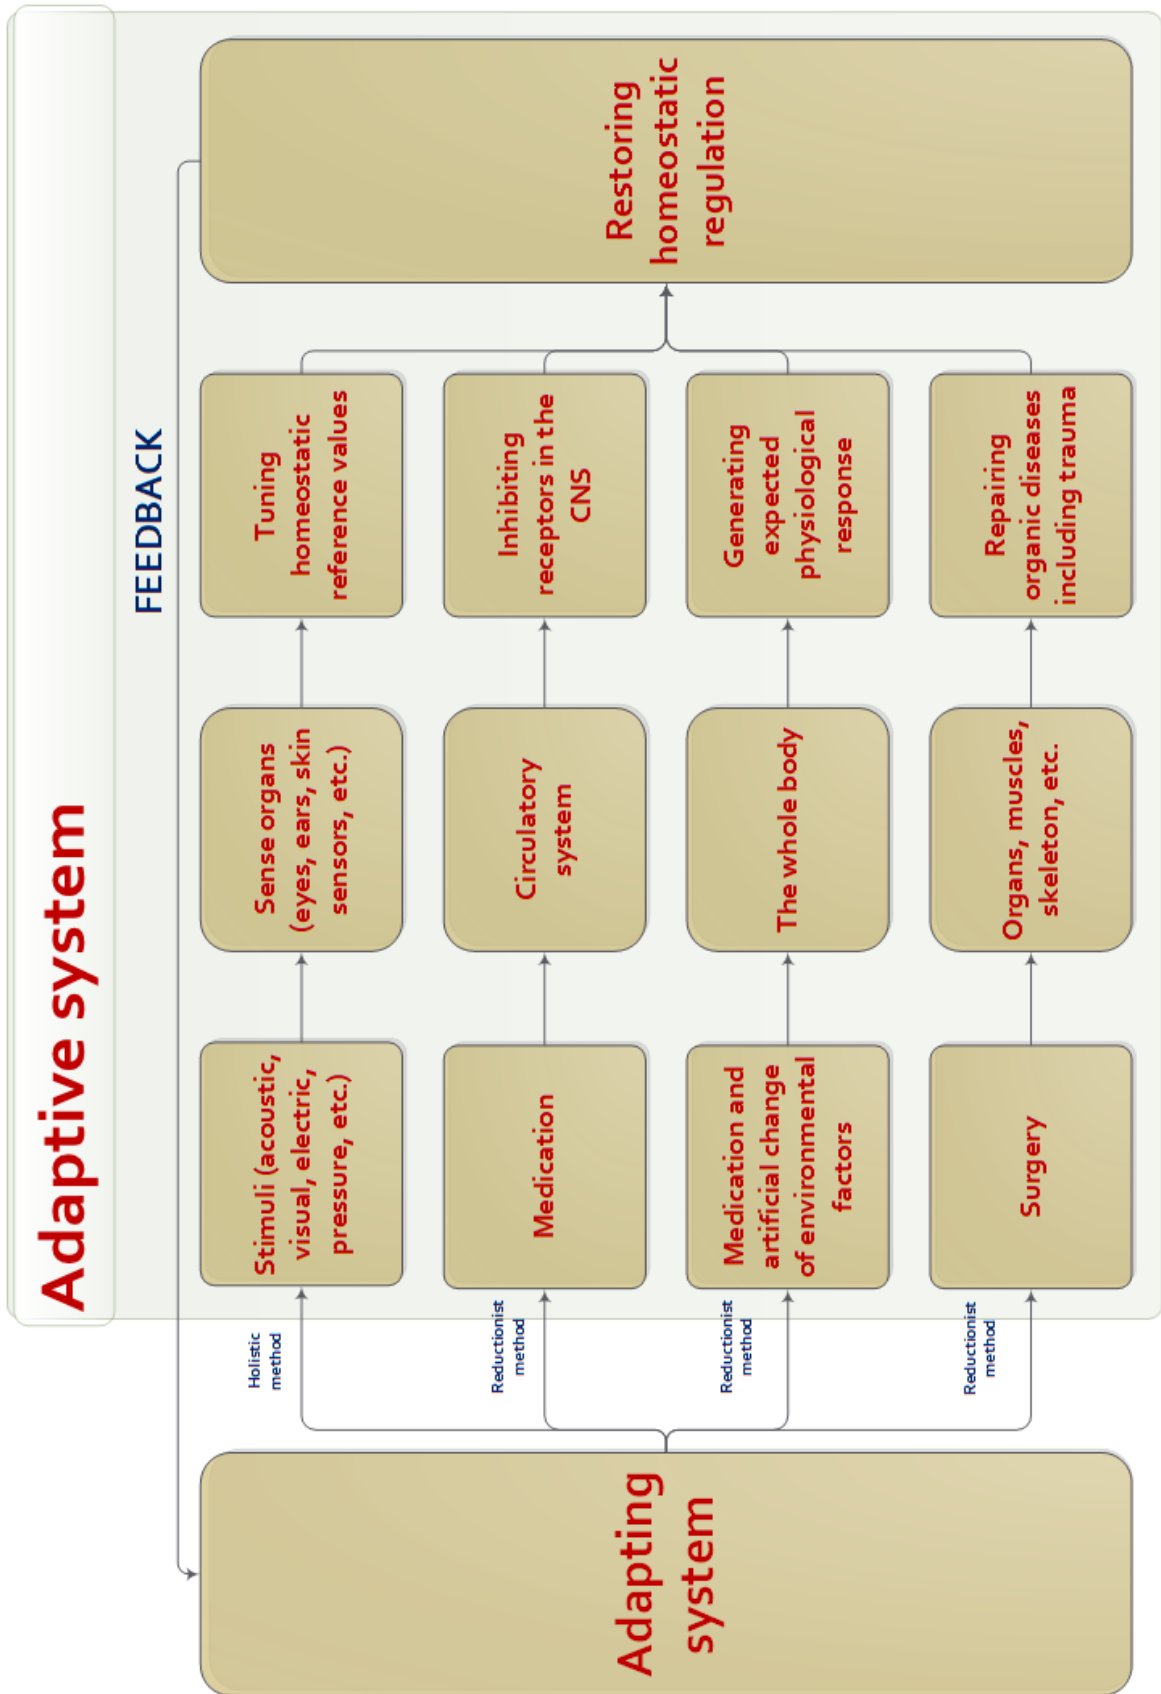 Adaptive system
FEEDBACK
Adapting
system
Holistic
method
Stimuli (acoustic,
visual, electric,
pressure, etc.)
Sense organs
(eyes, ears, skin
sensors, etc.)
Tuning
homeostatic
reference values
Reductionist
method
Medication
Circulatory
system
Inhibiting
receptors in the
CNS
Reductionist
method
Medication and
artificial change
of environmental
factors
The whole body
Generating
expected
physiological
response
Reductionist
method
Surgery
Organs, muscles,
skeleton, etc.
Repairing
organic diseases
including trauma
Restoring
homeostatic
regulation